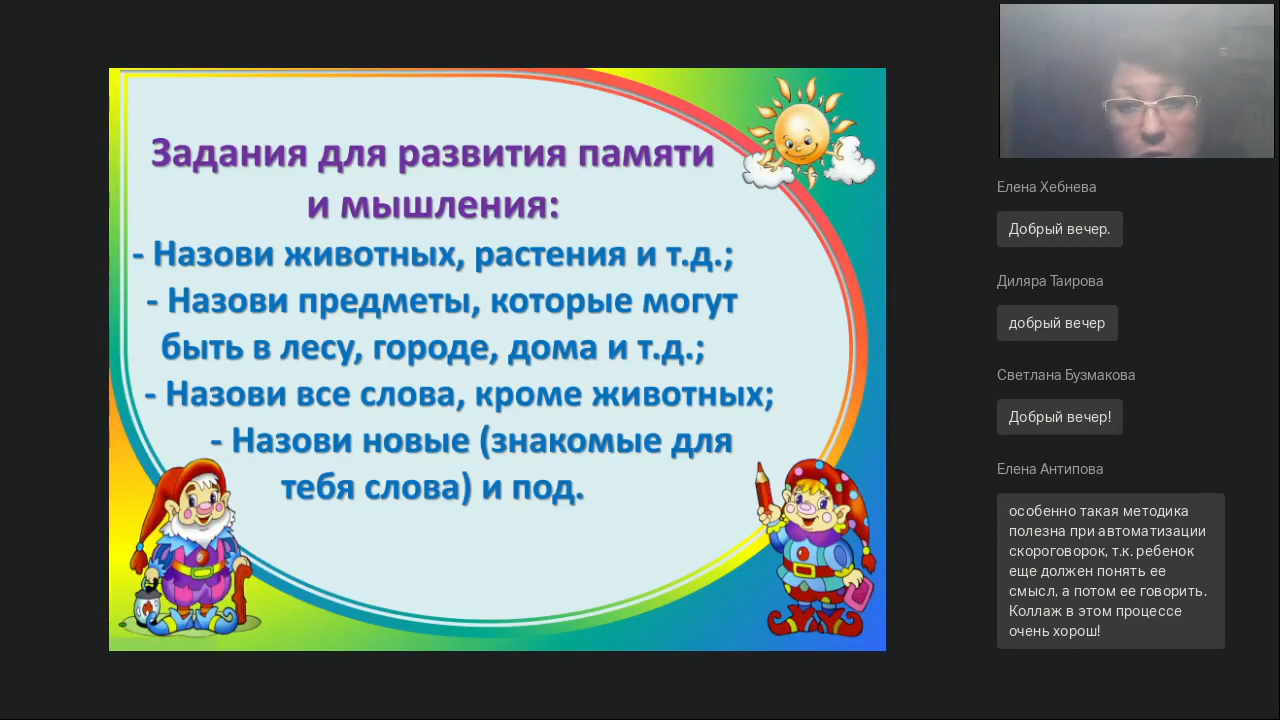 Задания для развития памяти
и мышления:
- Назови животных, растения и т.д.;
- Назови предметы, которые могут
быть в лесу, городе, дома и т.д.;
- Назови все слова, кроме животных;
- Назови новые (знакомые для
тебя слова) и под.
Елена Хебнева
Добрый вечер.
Диляра Таирова
добрый вечер
Светлана Бузмакова
Добрый вечер!
Елена Антипова
особенно такая методика
полезна при автоматизации
скороговорок, т.к. ребенок
еще должен понять ее
смысл, а потом ее говорить.
Коллаж в этом процессе
очень хорош!